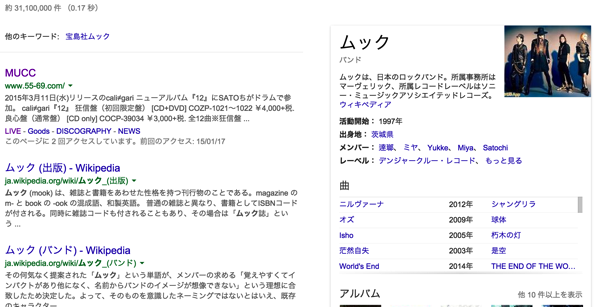 約 31,100,000 件 （0.17 秒）
他のキーワード: 宝島社ムック
MUCC
www.55-69.com/
2015年3月11日(水)リリースのcali≠gari ニューアルバム『12』にSATOちがドラムで参
加。 cali≠gari『12』 狂信盤（初回限定盤） [CD+DVD] COZP-1021～1022 ¥4,000+税.
良心盤（通常盤） [CD only] COCP-39034 ¥3,000+税. 全12曲※狂信盤 ...
LIVE - Goods - DISCOGRAPHY - NEWS
このページに 2 回アクセスしています。前回のアクセス: 15/01/17
ムック (出版) - Wikipedia
ja.wikipedia.org/wiki/ムック_(出版)
ムック (mook) は、雑誌と書籍をあわせた性格を持つ刊行物のことである。magazine の
m- と book の -ook の混成語、和製英語。 普通の雑誌と異なり、書籍としてISBNコード
が付される。同時に雑誌コードも付されることもあり、その場合は「ムック誌」とい
う ...
ムック (バンド) - Wikipedia
ja.wikipedia.org/wiki/ムック_(バンド)
その何気なく提案された「ムック」という単語が、メンバーの求める「覚えやすくてイ
ンパクトがあり他になく、名前からバンドのイメージが想像できない」という理想に合
致したため決定した。よって、そのものを意識したネーミングではないとはいえ、既存
のキャラクター
ムック
バンド
ムックは、日本のロックバンド。所属事務所は
マーヴェリック、所属レコードレーベルはソニ
ー・ミュージックアソシエイテッドレコーズ。
ウィキペディア
活動開始： 1997年
出身地： 茨城県
メンバー： 逹瑯、 ミヤ、 Yukke、 Miya、 Satochi
レーベル： デンジャークルー・レコード、 もっと見る
曲
ニルヴァーナ 2012年 シャングリラ
オズ 2009年 球体
Isho 2005年 朽木の灯
茫然自失 2003年 是空
World's End 2014年 THE END OF THE WO...
アルバム 他 10 件以上を表示